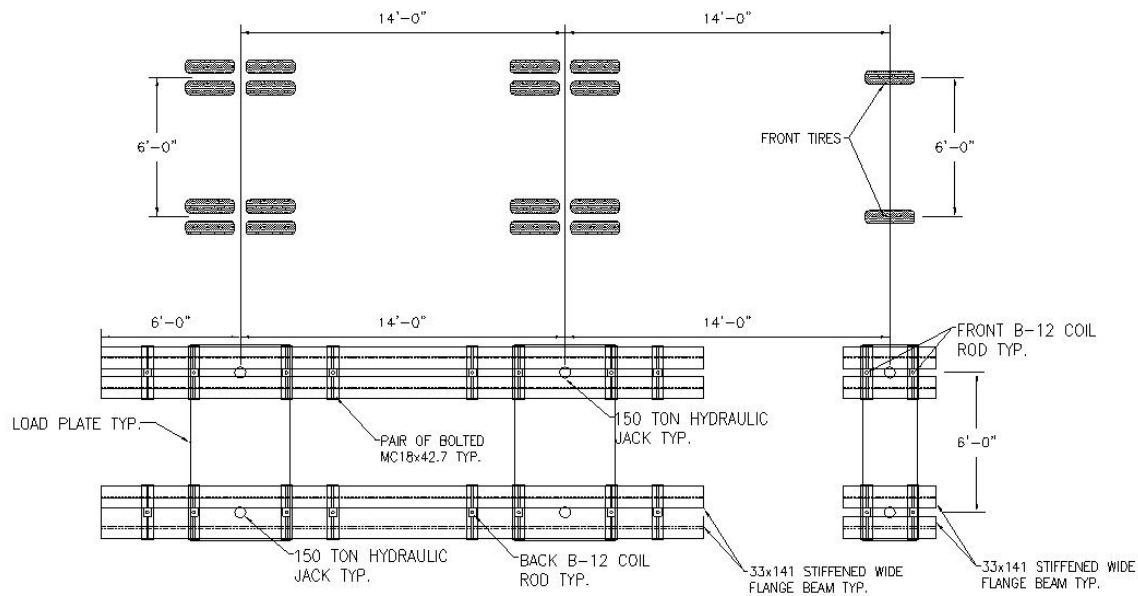 14'-0"
14'-0"
6'-0"
FRONT TIRES
6'-0"
6'-0"
14'-0"
14'-0"
FRONT B-12 COIL
ROD TYP.
LOAD PLATE TYP.
PAIR OF BOLTED
MC18x42.7 TYP.
150 TON HYDRAULIC
JACK TYP.
6'-0"
150 TON HYDRAULIC
JACK TYP.
BACK B-12 COIL
ROD TYP.
33x141 STIFFENED WIDE
FLANGE BEAM TYP.
33x141 STIFFENED WIDE
FLANGE BEAM TYP.